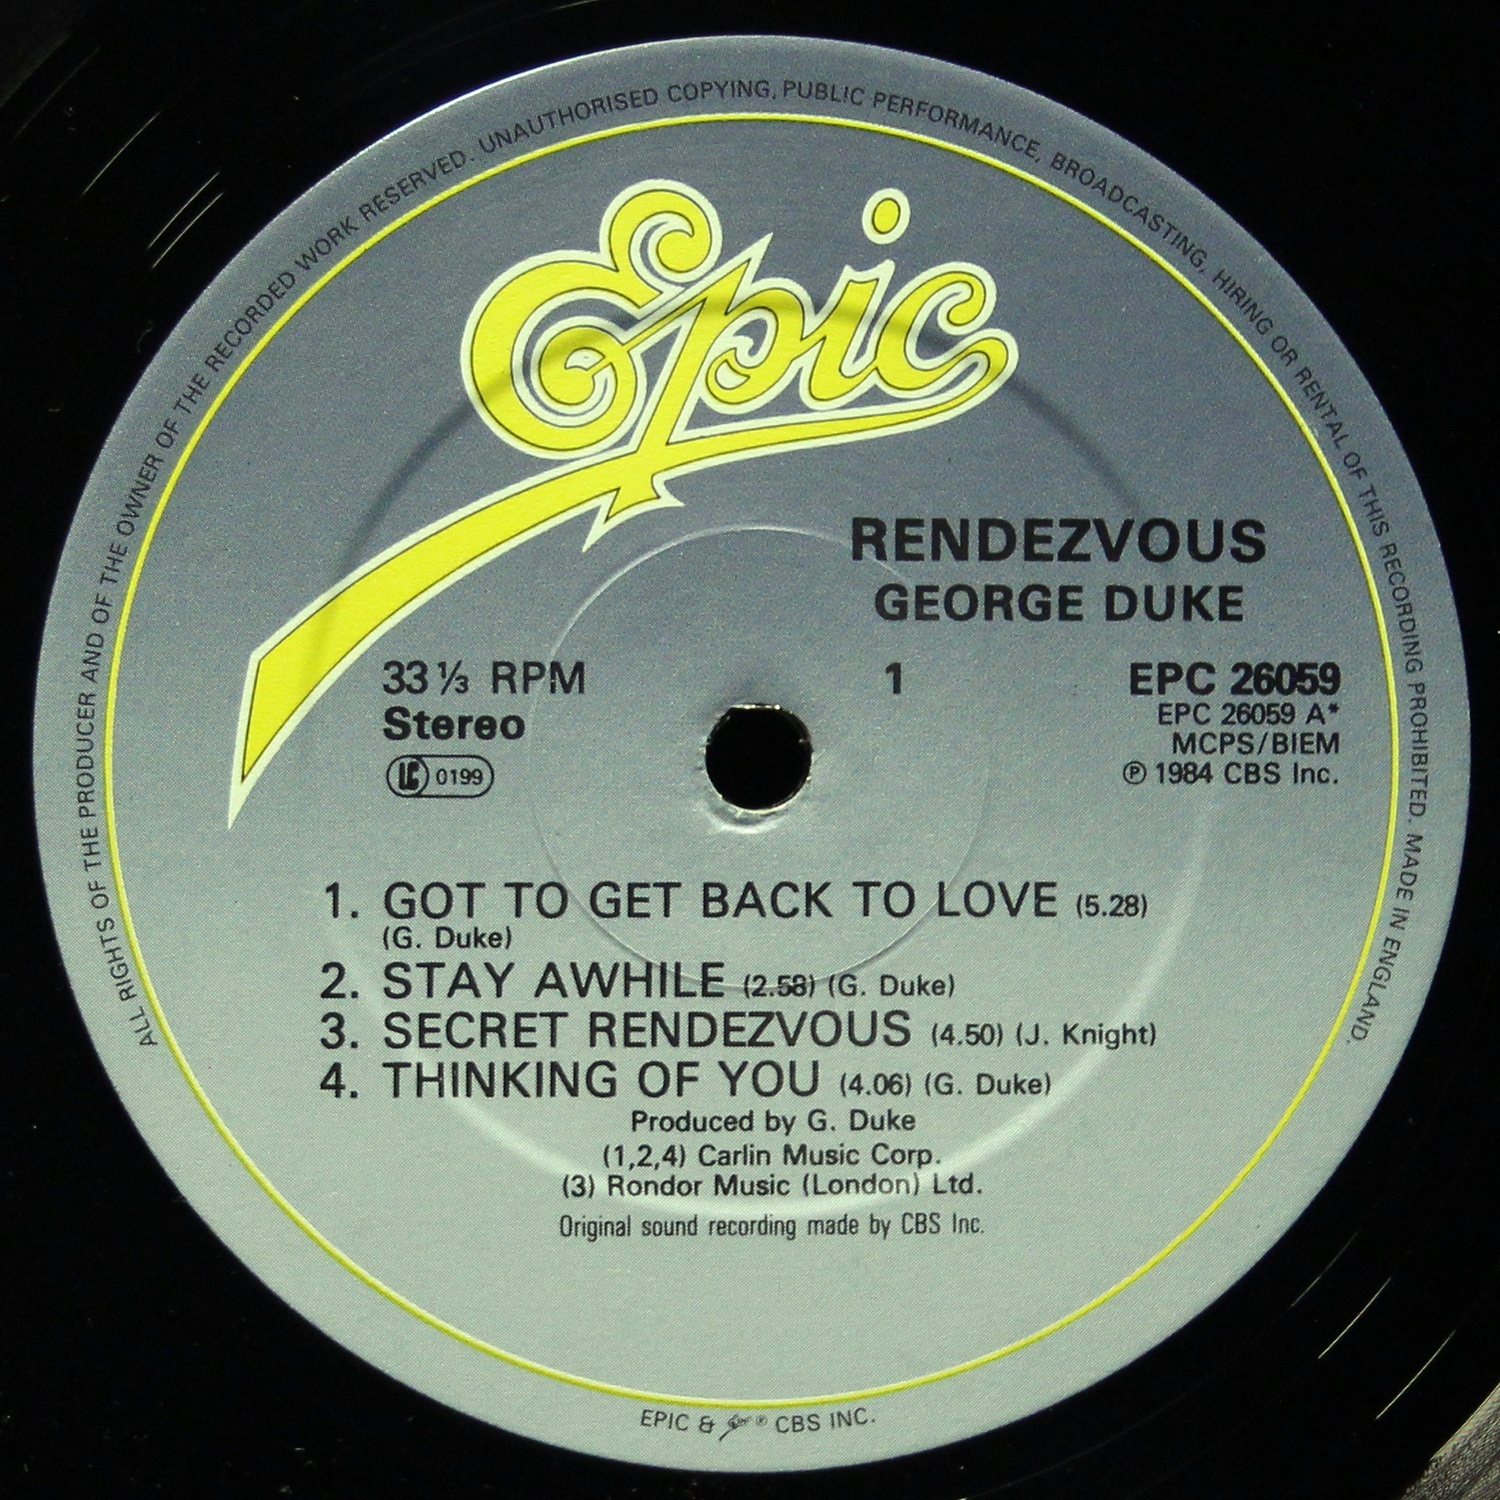 ALL RIGHTS OF THE PRODUCER AND OF THE OWNER OF THE RECORDED WORK RESERVED. UNAUTHORISED COPYING, PUBLIC PERFORMANCE, BROADCASTING, HIRING OR RENTAL OF THIS RECORDING PROHIBITED. MADE IN ENGLAND.
Epic
RENDEZVOUS
GEORGE DUKE
33 ⅓ RPM 1 EPC 26059
Stereo EPC 26059 A*
MCPS/BIEM
LC 0199 ℗ 1984 CBS Inc.
1. GOT TO GET BACK TO LOVE (5.28)
(G. Duke)
2. STAY AWHILE (2.58) (G. Duke)
3. SECRET RENDEZVOUS (4.50) (J. Knight)
4. THINKING OF YOU (4.06) (G. Duke)
Produced by G. Duke
(1,2,4) Carlin Music Corp.
(3) Rondor Music (London) Ltd.
Original sound recording made by CBS Inc.
EPIC & Epic ® CBS INC.